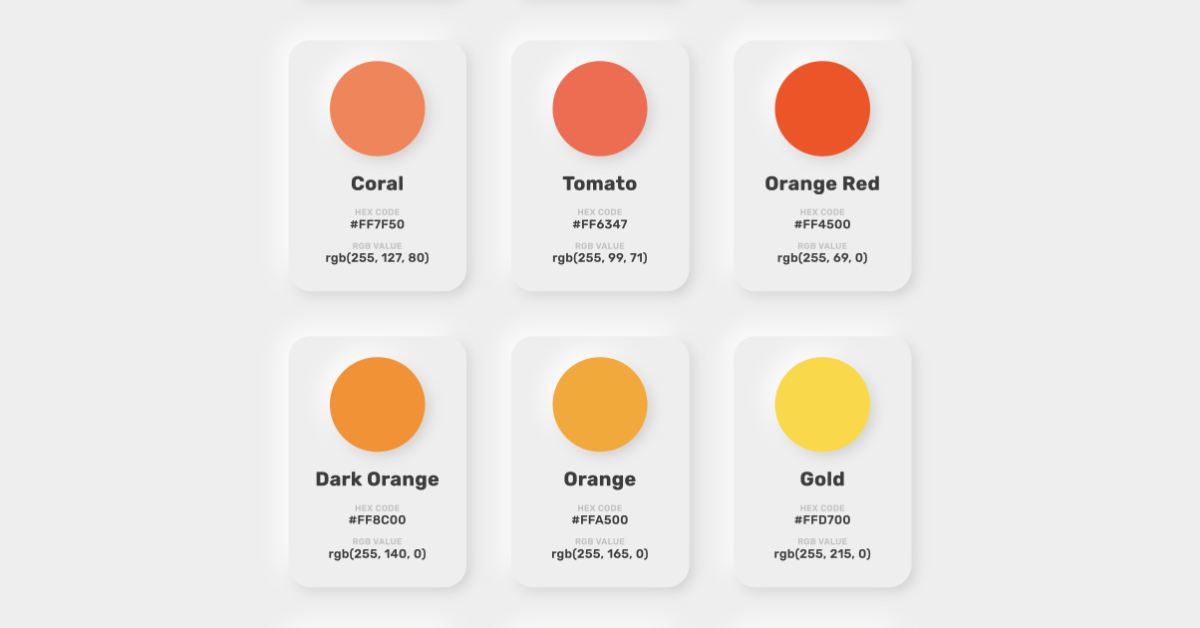 Coral
HEX CODE
#FF7F50
RGB VALUE
rgb(255, 127, 80)
Tomato
HEX CODE
#FF6347
RGB VALUE
rgb(255, 99, 71)
Orange Red
HEX CODE
#FF4500
RGB VALUE
rgb(255, 69, 0)
Dark Orange
HEX CODE
#FF8C00
RGB VALUE
rgb(255, 140, 0)
Orange
HEX CODE
#FFA500
RGB VALUE
rgb(255, 165, 0)
Gold
HEX CODE
#FFD700
RGB VALUE
rgb(255, 215, 0)